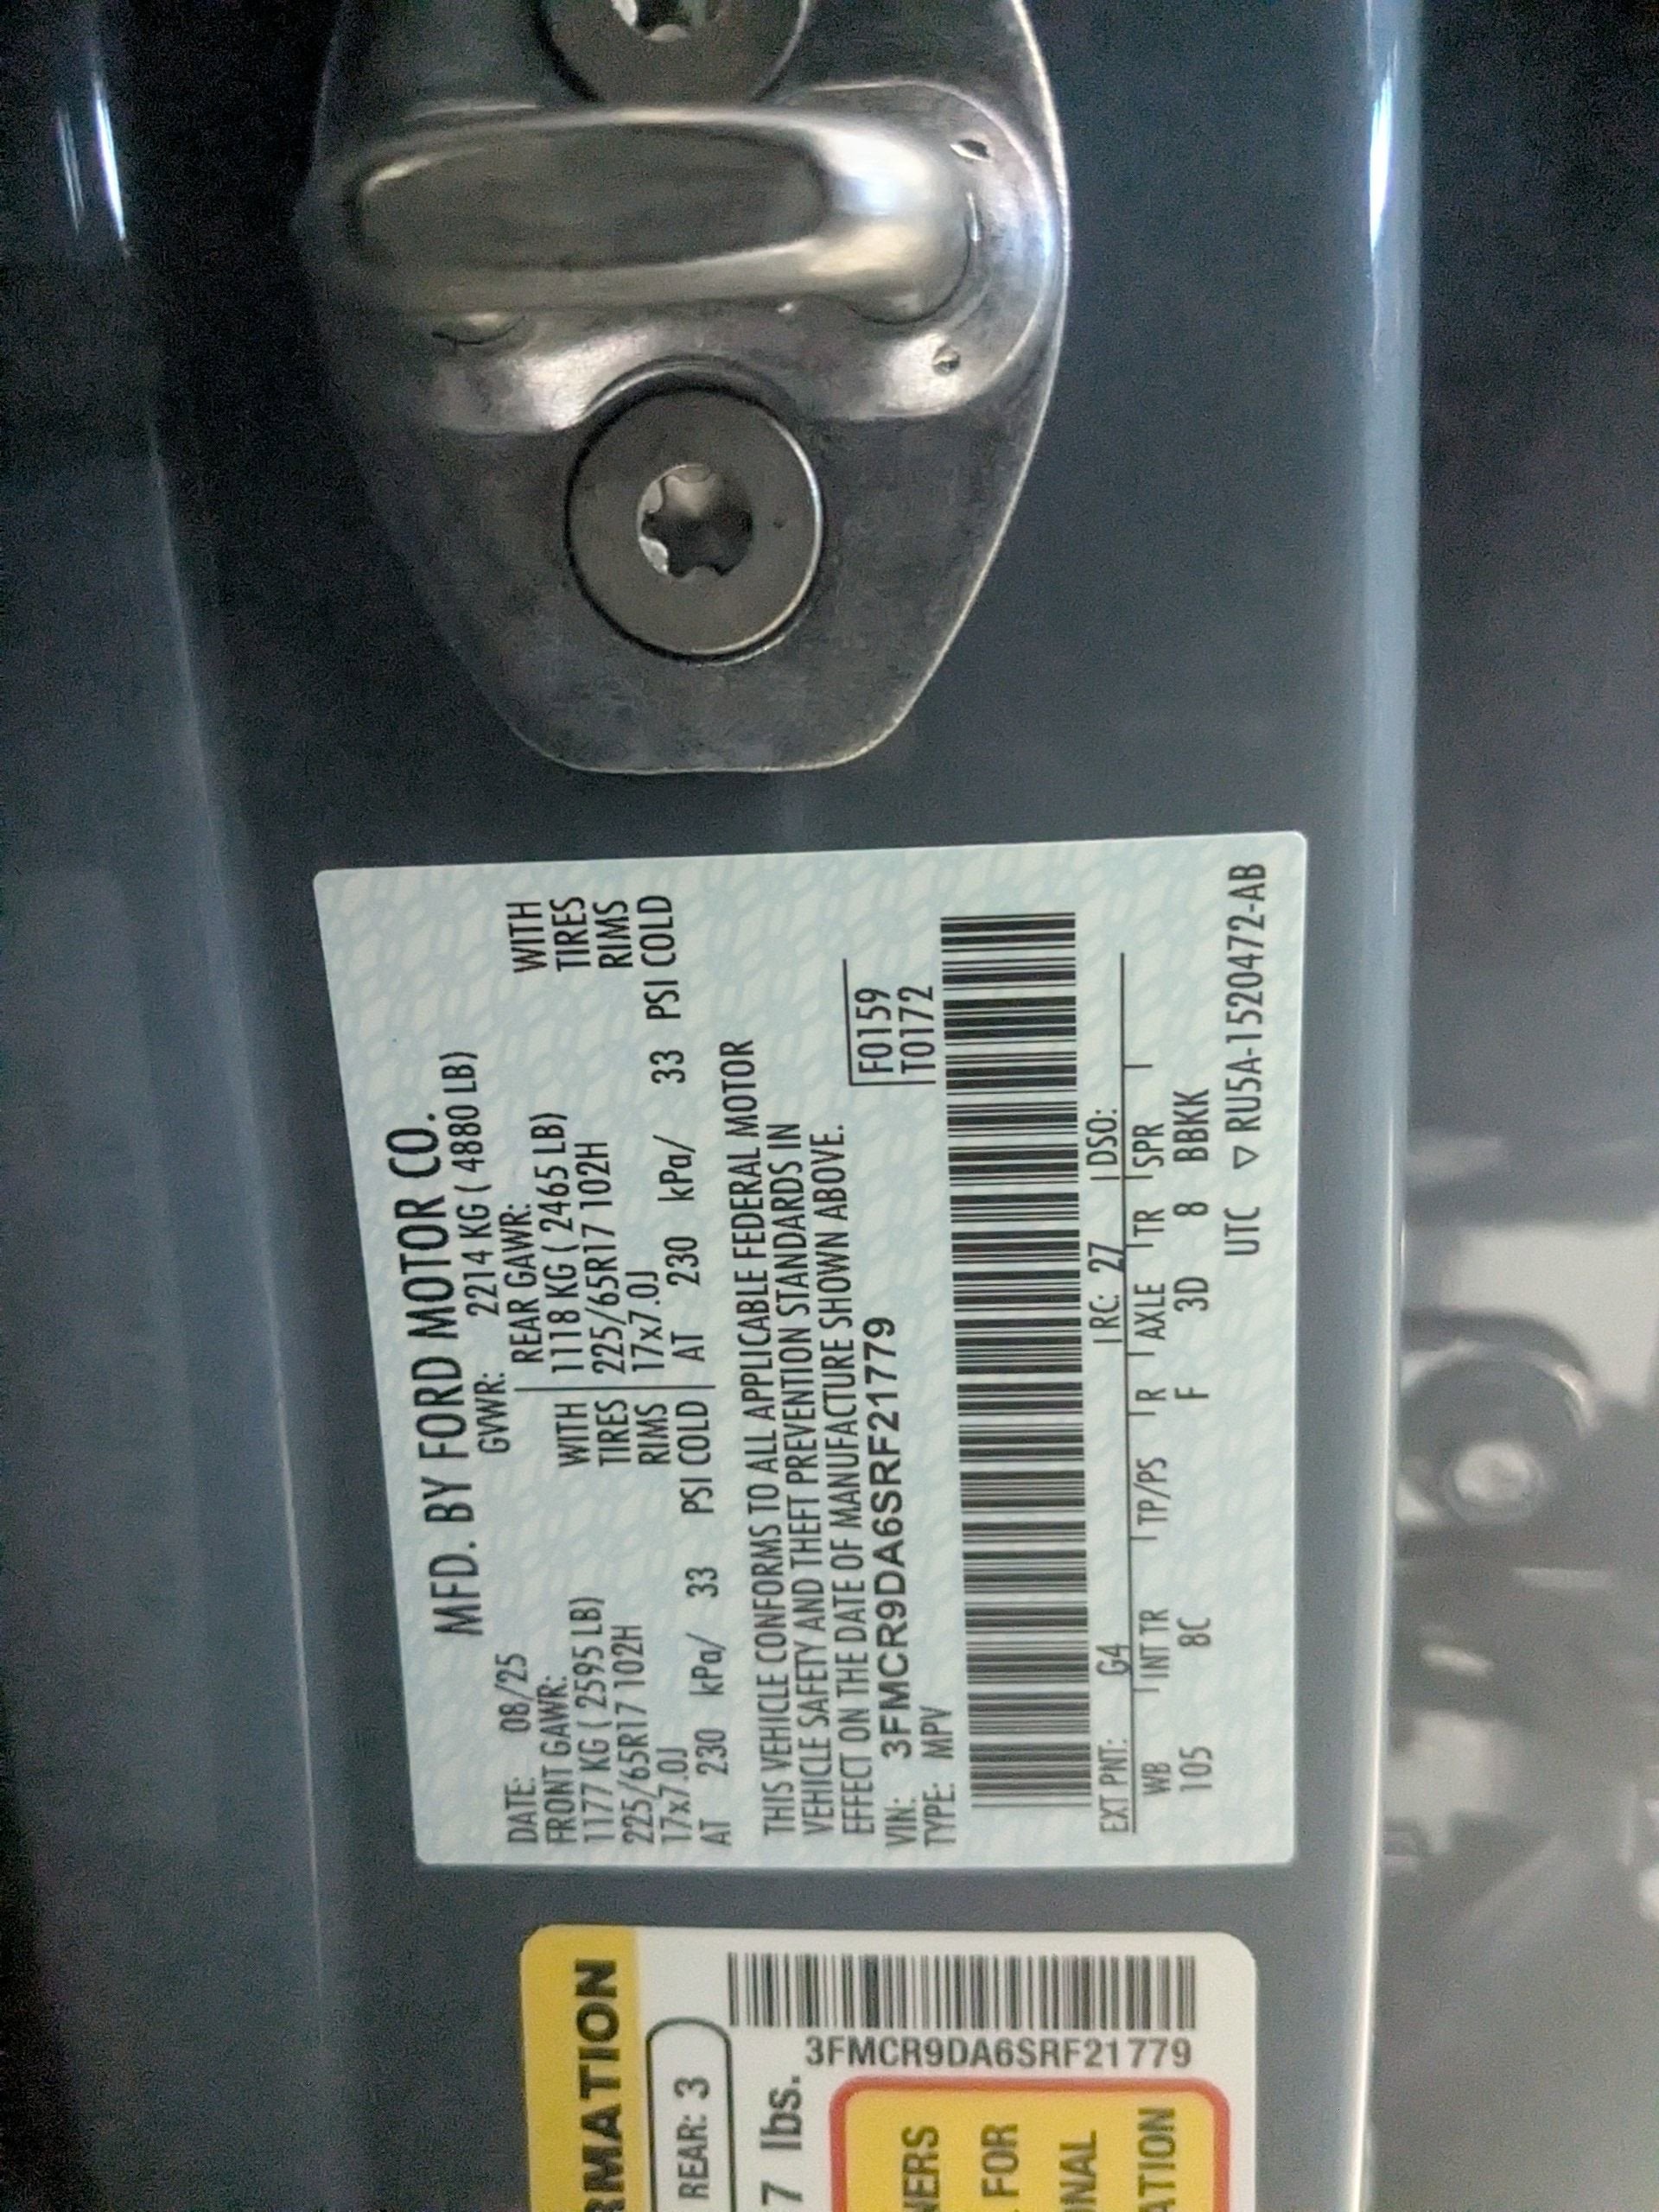 MFD. BY FORD MOTOR CO.
DATE: 08/25 GVWR: 2214 KG ( 4880 LB)
FRONT GAWR: REAR GAWR:
1177 KG ( 2595 LB) WITH 1118 KG ( 2465 LB) WITH
225/65R17 102H TIRES 225/65R17 102H TIRES
17x7.0J RIMS 17x7.0J RIMS
AT 230 kPa/ 33 PSI COLD AT 230 kPa/ 33 PSI COLD
THIS VEHICLE CONFORMS TO ALL APPLICABLE FEDERAL MOTOR
VEHICLE SAFETY AND THEFT PREVENTION STANDARDS IN
EFFECT ON THE DATE OF MANUFACTURE SHOWN ABOVE.
VIN: 3FMCR9DA6SRF21779 F0159
TYPE: MPV T0172
EXT PNT: G4 RC: 27 DSO:
WB INT TR TP/PS R AXLE TR SPR
105 8C F 3D 8 BBKK
UTC ▽ RU5A-1520472-AB
RMATION
REAR: 3
7 lbs.
3FMCR9DA6SRF21779
NERS
FOR
NAL
ATION